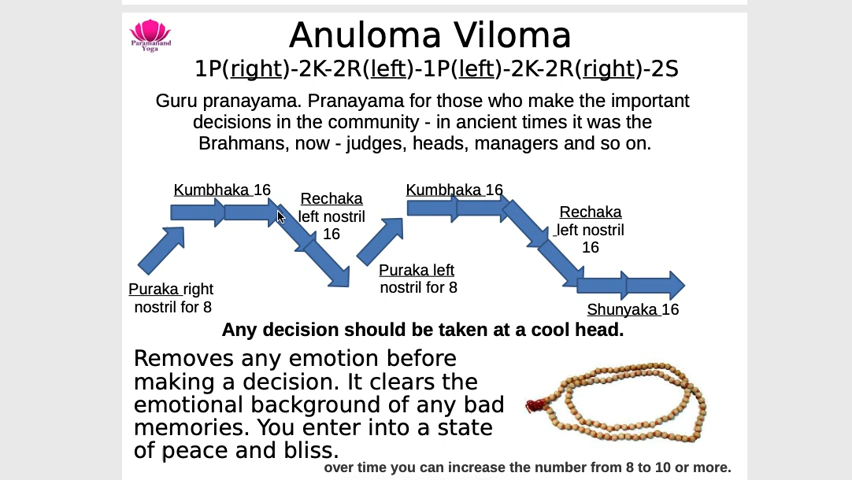 Paramanand
Yoga
Anuloma Viloma
1P(right)-2K-2R(left)-1P(left)-2K-2R(right)-2S
Guru pranayama. Pranayama for those who make the important
decisions in the community - in ancient times it was the
Brahmans, now - judges, heads, managers and so on.
Kumbhaka 16
Rechaka
left nostril
16
Puraka right
nostril for 8
Kumbhaka 16
Rechaka
left nostril
16
Puraka left
nostril for 8
Shunyaka 16
Any decision should be taken at a cool head.
Removes any emotion before
making a decision. It clears the
emotional background of any bad
memories. You enter into a state
of peace and bliss.
over time you can increase the number from 8 to 10 or more.